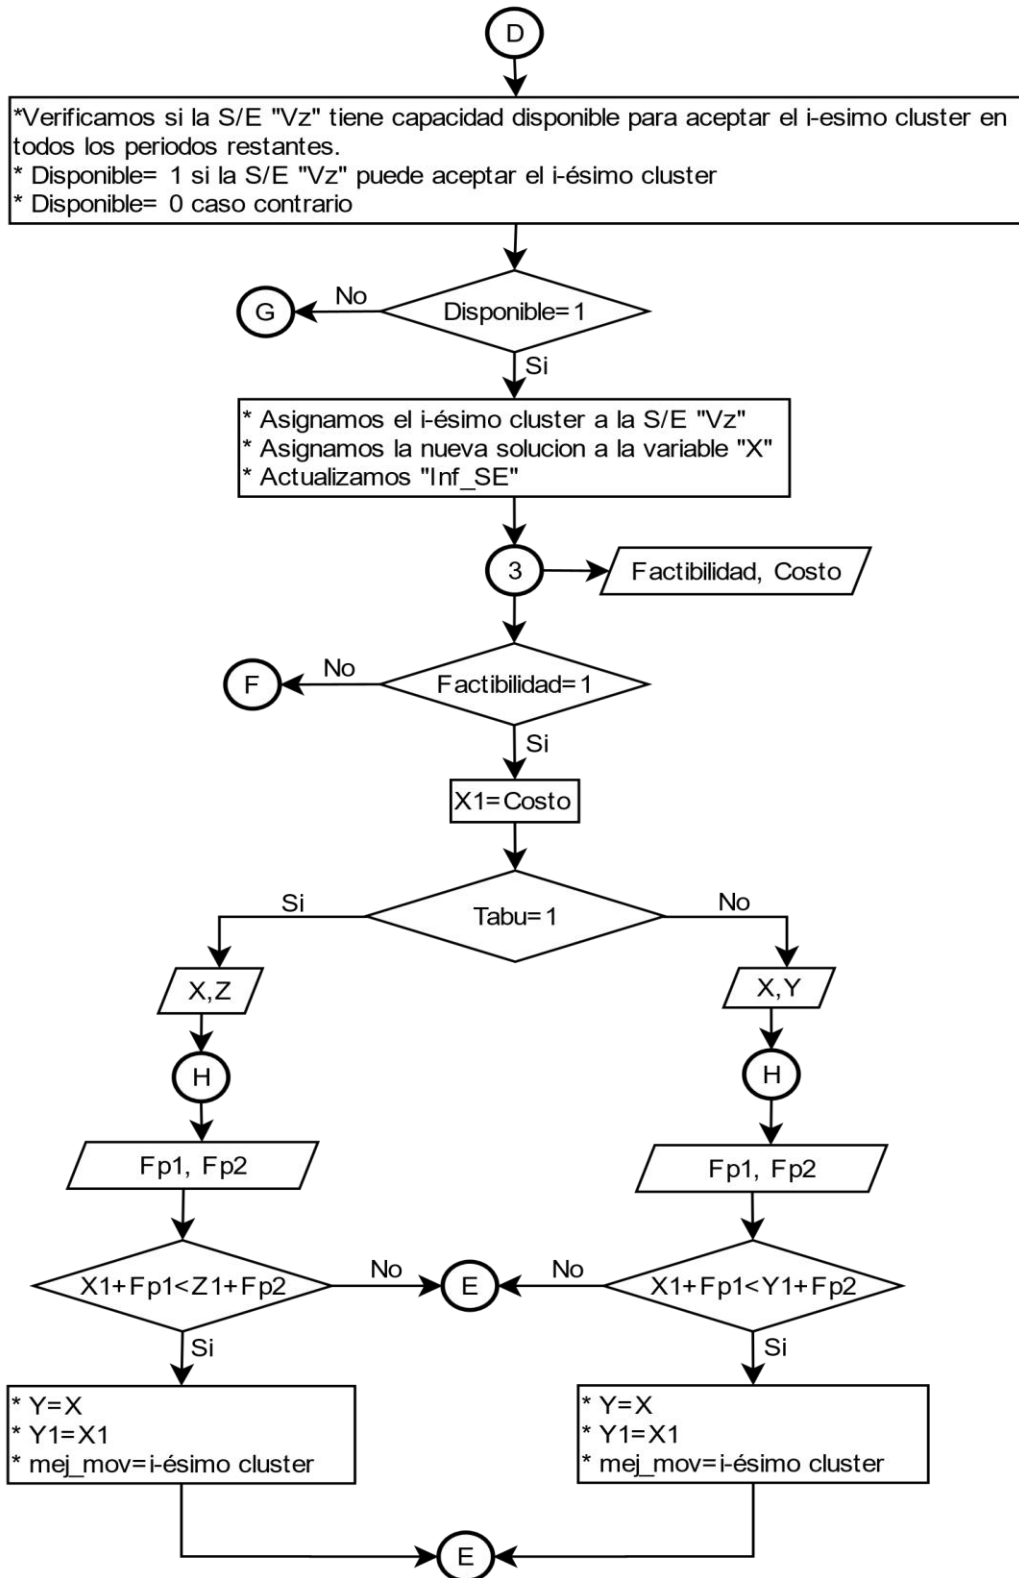 D
*Verificamos si la S/E "Vz" tiene capacidad disponible para aceptar el i-esimo cluster en
todos los periodos restantes.
* Disponible= 1 si la S/E "Vz" puede aceptar el i-ésimo cluster
* Disponible= 0 caso contrario
G
No
Disponible=1
Si
* Asignamos el i-ésimo cluster a la S/E "Vz"
* Asignamos la nueva solucion a la variable "X"
* Actualizamos "Inf_SE"
3
Factibilidad, Costo
F
No
Factibilidad=1
Si
X1=Costo
Si
Tabu=1
No
X,Z
X,Y
H
H
Fp1, Fp2
Fp1, Fp2
X1+Fp1<Z1+Fp2
No
E
No
X1+Fp1<Y1+Fp2
Si
Si
* Y=X
* Y1=X1
* mej_mov=i-ésimo cluster
* Y=X
* Y1=X1
* mej_mov=i-ésimo cluster
E